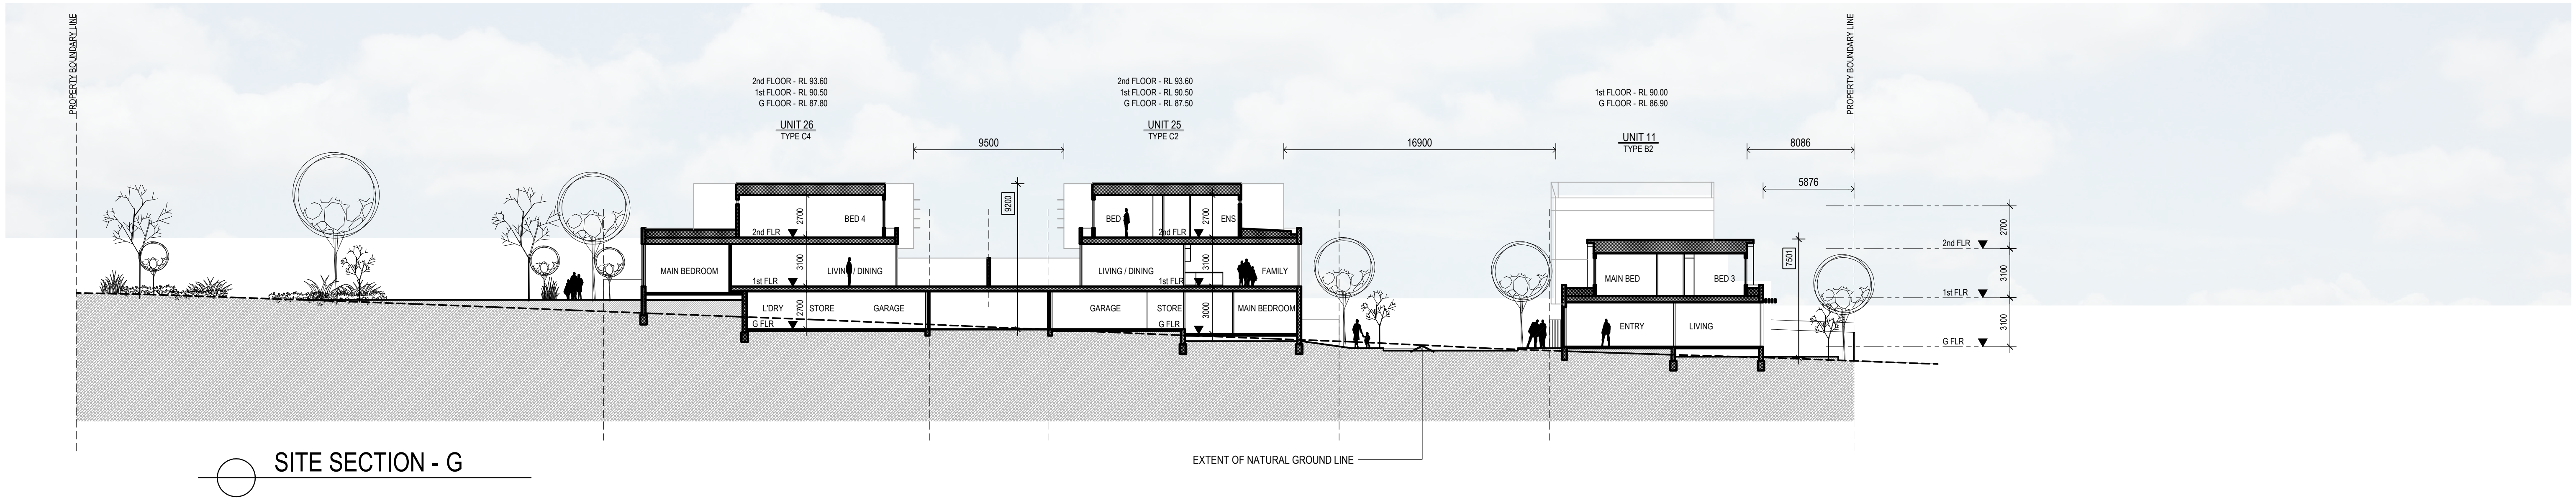 PROPERTY BOUNDARY LINE
PROPERTY BOUNDARY LINE
2nd FLOOR - RL 93.60
1st FLOOR - RL 90.50
G FLOOR - RL 87.80
UNIT 26
TYPE C4
2nd FLOOR - RL 93.60
1st FLOOR - RL 90.50
G FLOOR - RL 87.50
UNIT 25
TYPE C2
1st FLOOR - RL 90.00
G FLOOR - RL 86.90
UNIT 11
TYPE B2
9500
16900
8086
5876
9200
7501
2700
BED 4
2nd FLR
MAIN BEDROOM
3100
LIVING / DINING
1st FLR
L'DRY
2700
STORE
GARAGE
G FLR
BED
2700
ENS
2nd FLR
LIVING / DINING
3100
FAMILY
1st FLR
GARAGE
STORE
3000
MAIN BEDROOM
G FLR
MAIN BED
BED 3
ENTRY
LIVING
2700
2nd FLR
3100
1st FLR
3100
G FLR
EXTENT OF NATURAL GROUND LINE
SITE SECTION - G